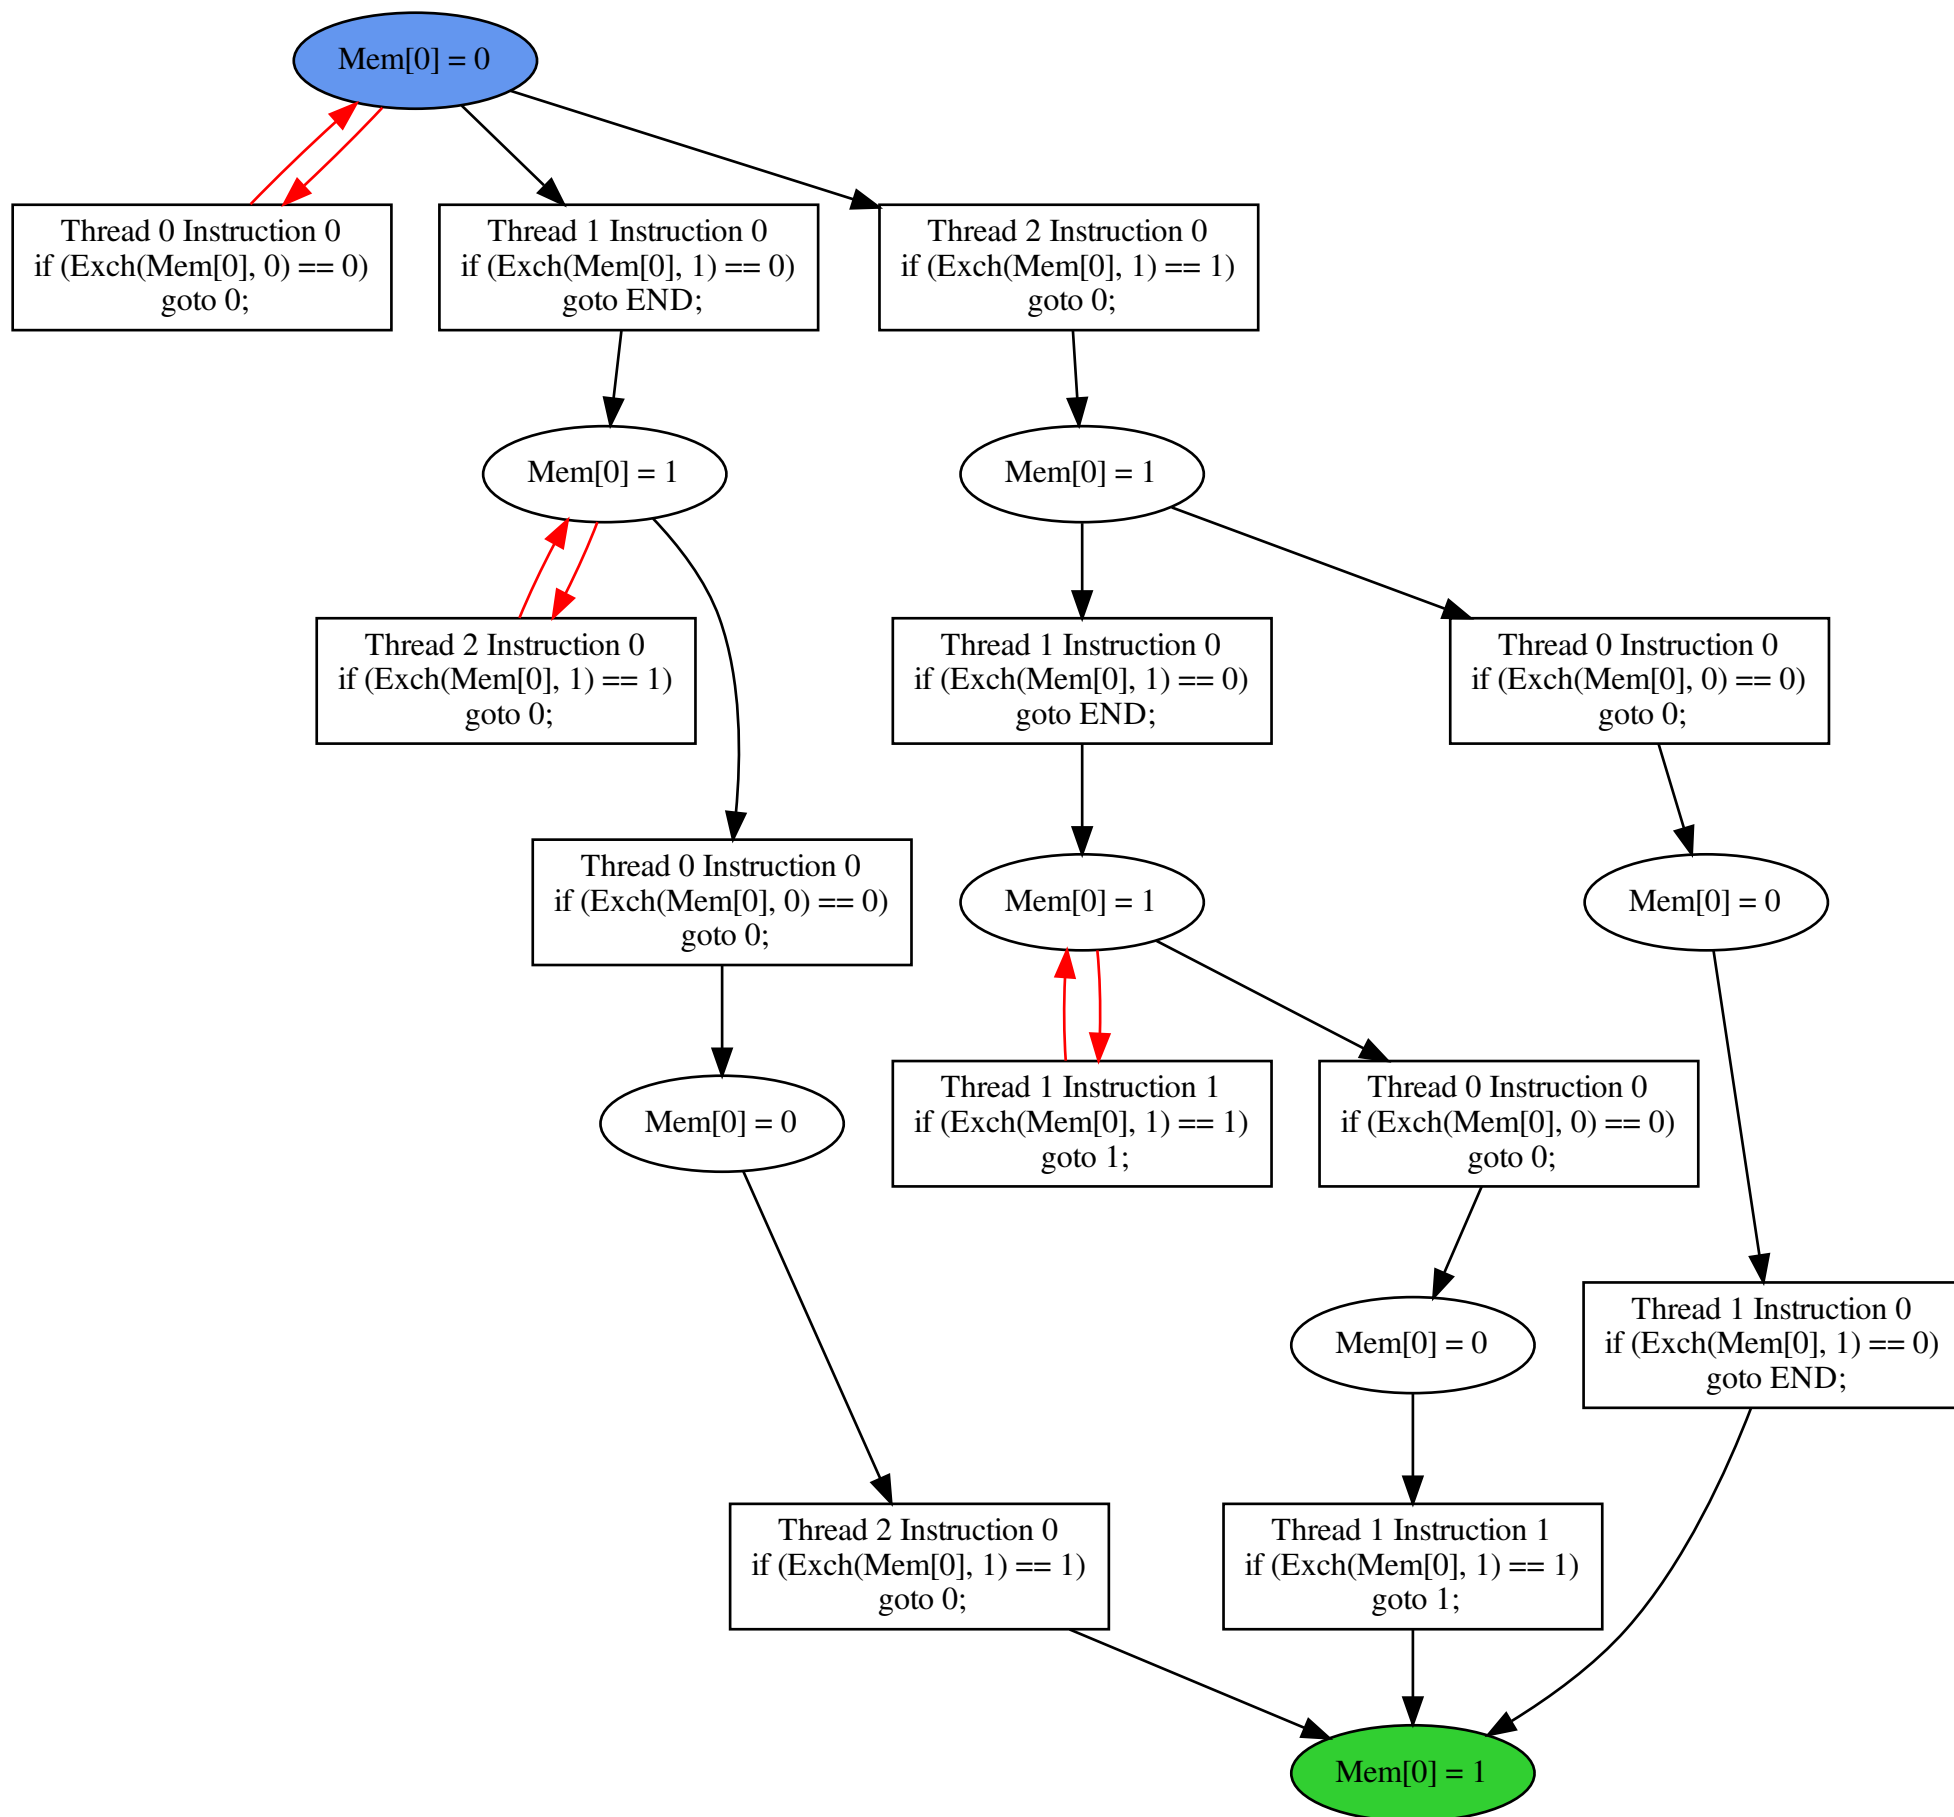 Mem[0] = 0
Thread 0 Instruction 0
if (Exch(Mem[0], 0) == 0)
goto 0;
Thread 1 Instruction 0
if (Exch(Mem[0], 1) == 0)
goto END;
Thread 2 Instruction 0
if (Exch(Mem[0], 1) == 1)
goto 0;
Mem[0] = 1
Mem[0] = 1
Thread 2 Instruction 0
if (Exch(Mem[0], 1) == 1)
goto 0;
Thread 1 Instruction 0
if (Exch(Mem[0], 1) == 0)
goto END;
Thread 0 Instruction 0
if (Exch(Mem[0], 0) == 0)
goto 0;
Thread 0 Instruction 0
if (Exch(Mem[0], 0) == 0)
goto 0;
Mem[0] = 1
Mem[0] = 0
Mem[0] = 0
Thread 1 Instruction 1
if (Exch(Mem[0], 1) == 1)
goto 1;
Thread 0 Instruction 0
if (Exch(Mem[0], 0) == 0)
goto 0;
Mem[0] = 0
Thread 1 Instruction 0
if (Exch(Mem[0], 1) == 0)
goto END;
Thread 2 Instruction 0
if (Exch(Mem[0], 1) == 1)
goto 0;
Thread 1 Instruction 1
if (Exch(Mem[0], 1) == 1)
goto 1;
Mem[0] = 1